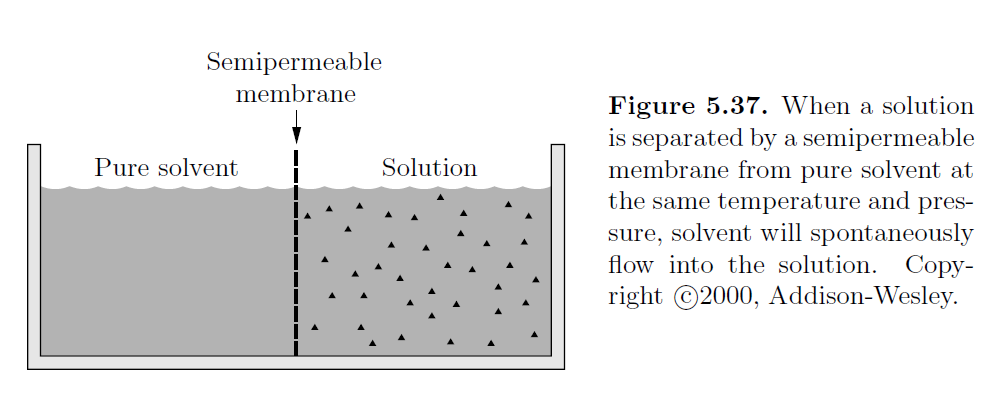 Semipermeable
membrane
Pure solvent
Solution
Figure 5.37. When a solution
is separated by a semipermeable
membrane from pure solvent at
the same temperature and pres-
sure, solvent will spontaneously
flow into the solution. Copy-
right ©2000, Addison-Wesley.